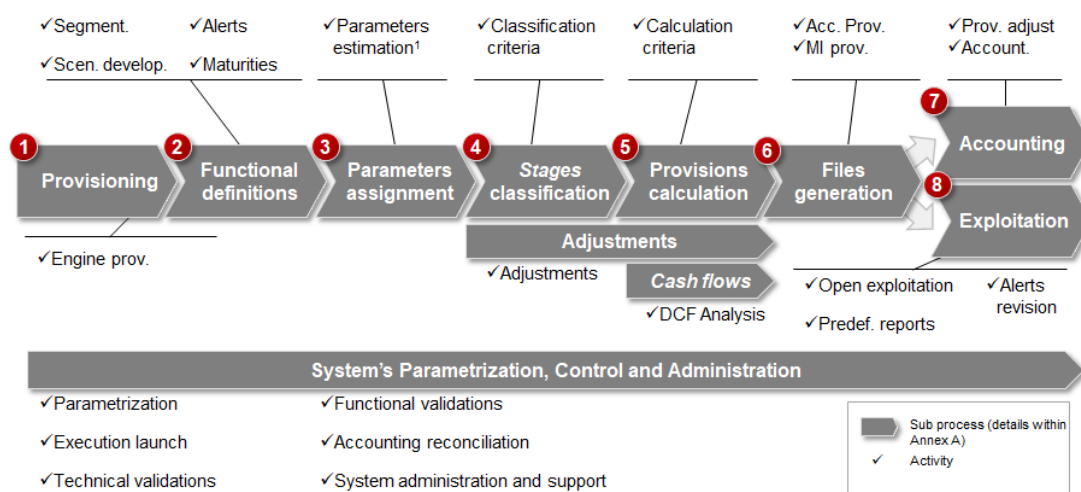 ✓Segment.
✓Alerts
✓Scen. develop.
✓Maturities
✓Parameters
estimation¹
✓Classification
criteria
✓Calculation
criteria
✓Acc. Prov.
✓MI prov.
✓Prov. adjust
✓Account.
1
Provisioning
2
Functional
definitions
3
Parameters
assignment
4
Stages
classification
5
Provisions
calculation
6
Files
generation
7
Accounting
8
Exploitation
✓Engine prov.
Adjustments
✓Adjustments
Cash flows
✓DCF Analysis
✓Open exploitation
✓Alerts
revision
✓Predef. reports
System's Parametrization, Control and Administration
✓Parametrization
✓Functional validations
✓Execution launch
✓Accounting reconciliation
✓Technical validations
✓System administration and support
Sub process (details within
Annex A)
✓ Activity